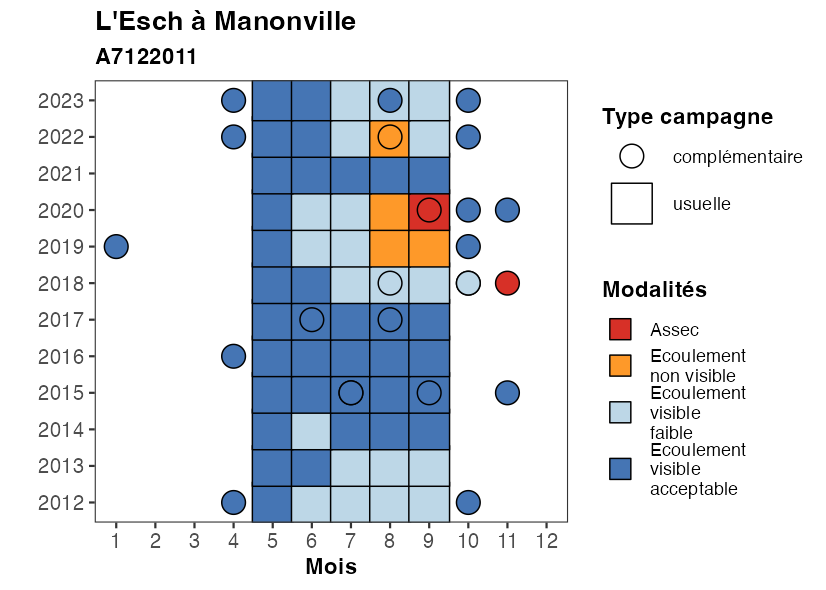 L'Esch à Manonville
A7122011
2023
2022
2021
2020
2019
2018
2017
2016
2015
2014
2013
2012
1 2 3 4 5 6 7 8 9 10 11 12
Mois
Type campagne
complémentaire
usuelle
Modalités
Assec
Ecoulement
non visible
Ecoulement
visible
faible
Ecoulement
visible
acceptable